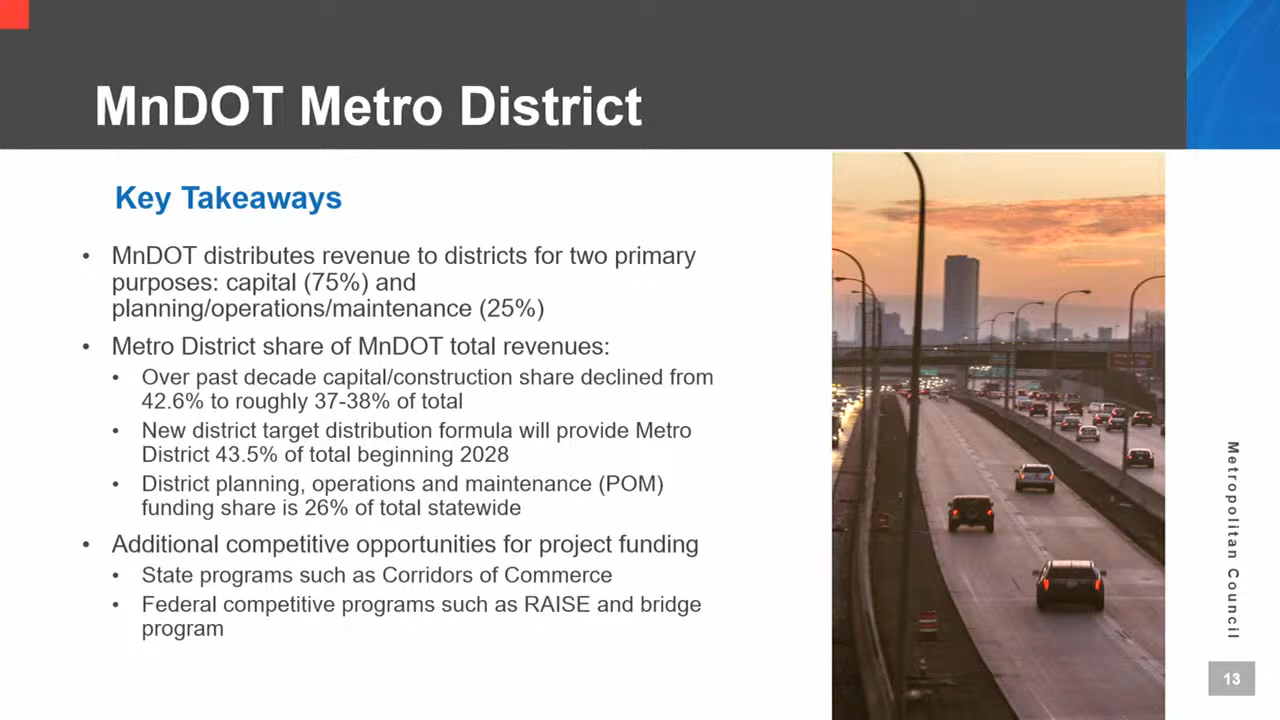 MnDOT Metro District
Key Takeaways
• MnDOT distributes revenue to districts for two primary
purposes: capital (75%) and
planning/operations/maintenance (25%)
• Metro District share of MnDOT total revenues:
• Over past decade capital/construction share declined from
42.6% to roughly 37-38% of total
• New district target distribution formula will provide Metro
District 43.5% of total beginning 2028
• District planning, operations and maintenance (POM)
funding share is 26% of total statewide
• Additional competitive opportunities for project funding
• State programs such as Corridors of Commerce
• Federal competitive programs such as RAISE and bridge
program
Metropolitan Council
13